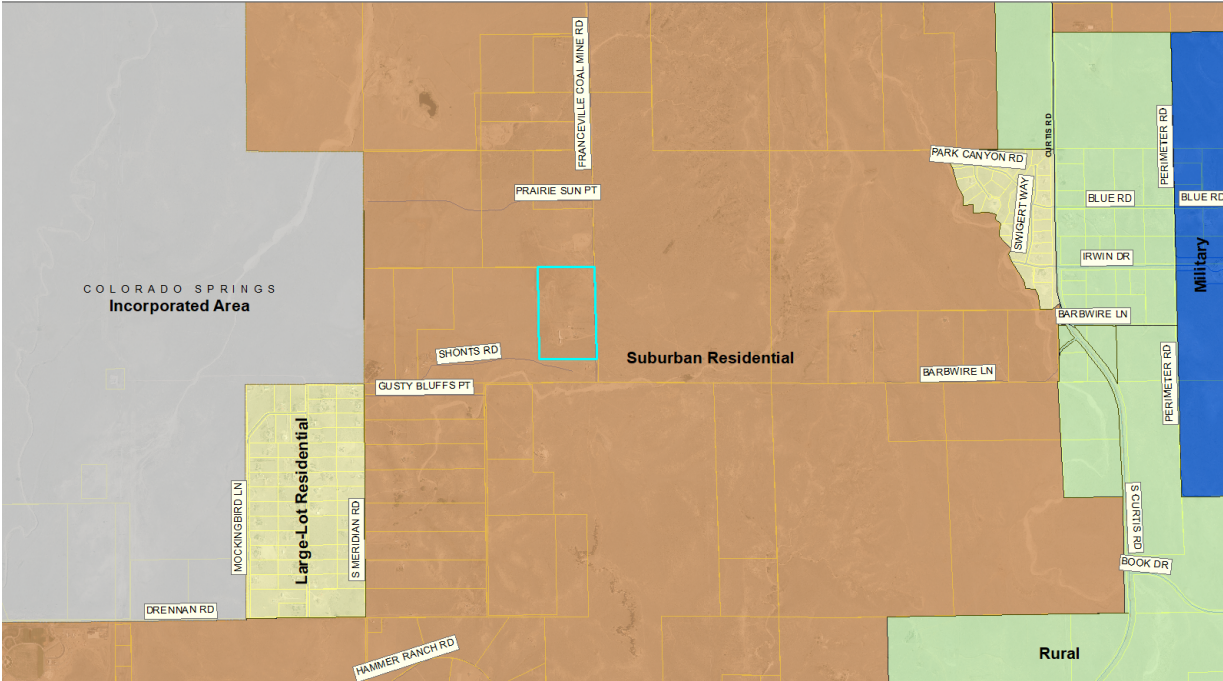 FRANCEVILLE COAL MINE RD
CURTIS RD
PERIMETER RD
PARK CANYON RD
PRAIRIE SUN PT
SWIGERT WAY
BLUE RD
BLUE RD
IRWIN DR
Military
COLORADO SPRINGS
Incorporated Area
BARBWIRE LN
SHONTS RD
Suburban Residential
GUSTY BLUFFS PT
BARBWIRE LN
PERIMETER RD
Large-Lot Residential
MOCKINGBIRD LN
S MERIDIAN RD
S CURTIS RD
BOOK DR
DRENNAN RD
HAMMER RANCH RD
Rural